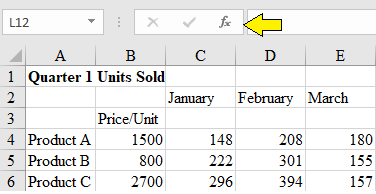 L12 fx
A B C D E
1 Quarter 1 Units Sold
2 January February March
3 Price/Unit
4 Product A 1500 148 208 180
5 Product B 800 222 301 155
6 Product C 2700 296 394 157